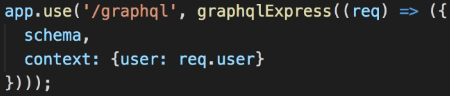 app.use('/graphql', graphqlExpress((req) => ({
  schema,
  context: {user: req.user}
})));